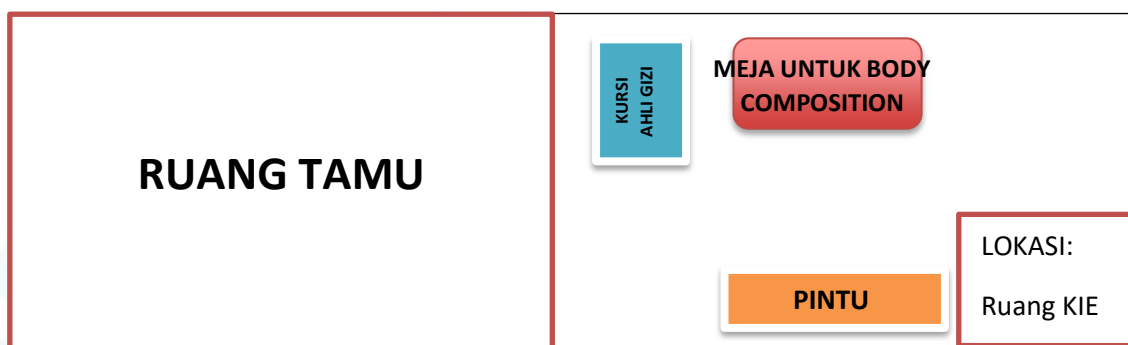 RUANG TAMU
KURSI
AHLI GIZI
MEJA UNTUK BODY
COMPOSITION
PINTU
LOKASI:
Ruang KIE